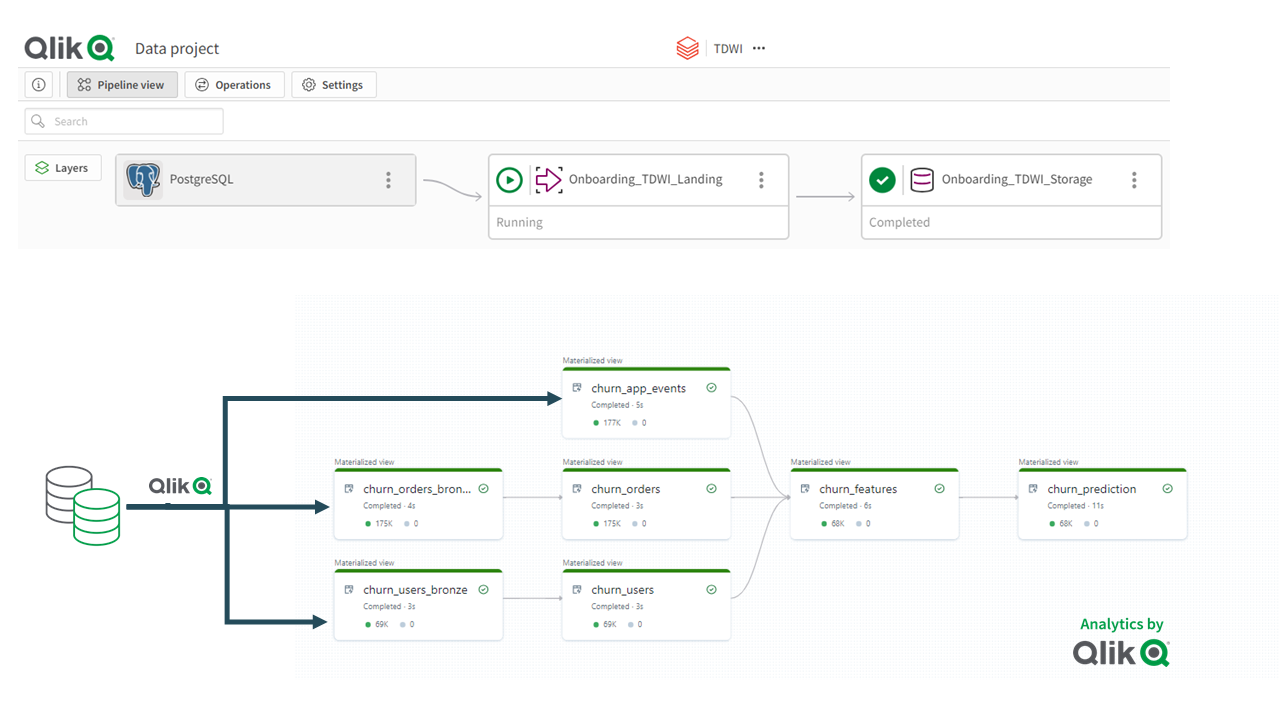 Qlik Data project TDWI ...
Pipeline view Operations Settings
Search
Layers PostgreSQL Onboarding_TDWI_Landing Onboarding_TDWI_Storage
Running Completed
Materialized view
churn_app_events
Completed · 5s
177K 0
Materialized view Materialized view Materialized view Materialized view
churn_orders_bron... churn_orders churn_features churn_prediction
Completed · 4s Completed · 3s Completed · 6s Completed · 11s
175K 0 175K 0 68K 0 68K 0
Qlik
Materialized view Materialized view
churn_users_bronze churn_users
Completed · 3s Completed · 3s
69K 0 69K 0
Analytics by
Qlik